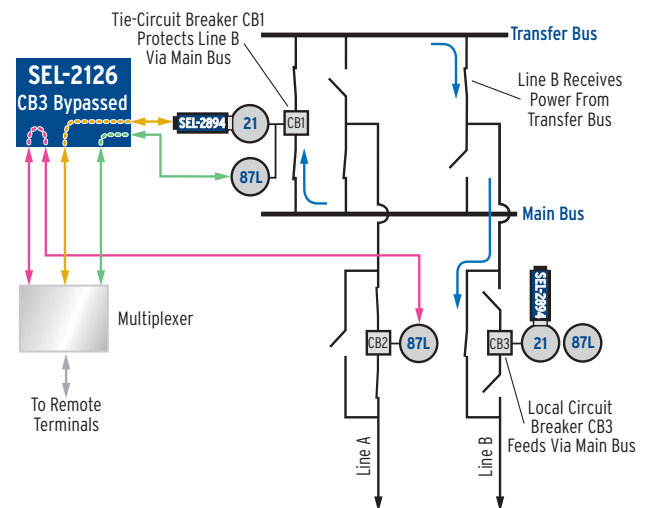 Tie-Circuit Breaker CB1
Protects Line B
Via Main Bus
Transfer Bus
SEL-2126
CB3 Bypassed
Line B Receives
Power From
Transfer Bus
SEL-2894
21
CB1
87L
Main Bus
Multiplexer
SEL-2894
CB2
87L
CB3
21
87L
To Remote
Terminals
Local Circuit
Breaker CB3
Feeds Via Main Bus
Line A
Line B